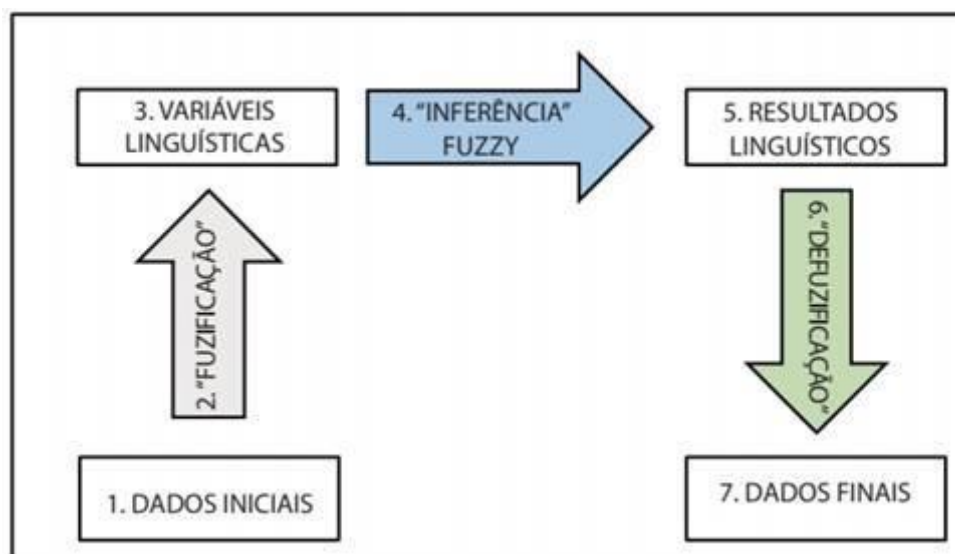 3. VARIÁVEIS
LINGUÍSTICAS
4. "INFERÊNCIA"
FUZZY
5. RESULTADOS
LINGUÍSTICOS
2. "FUZIFICAÇÃO"
6. "DEFUZIFICAÇÃO"
1. DADOS INICIAIS
7. DADOS FINAIS